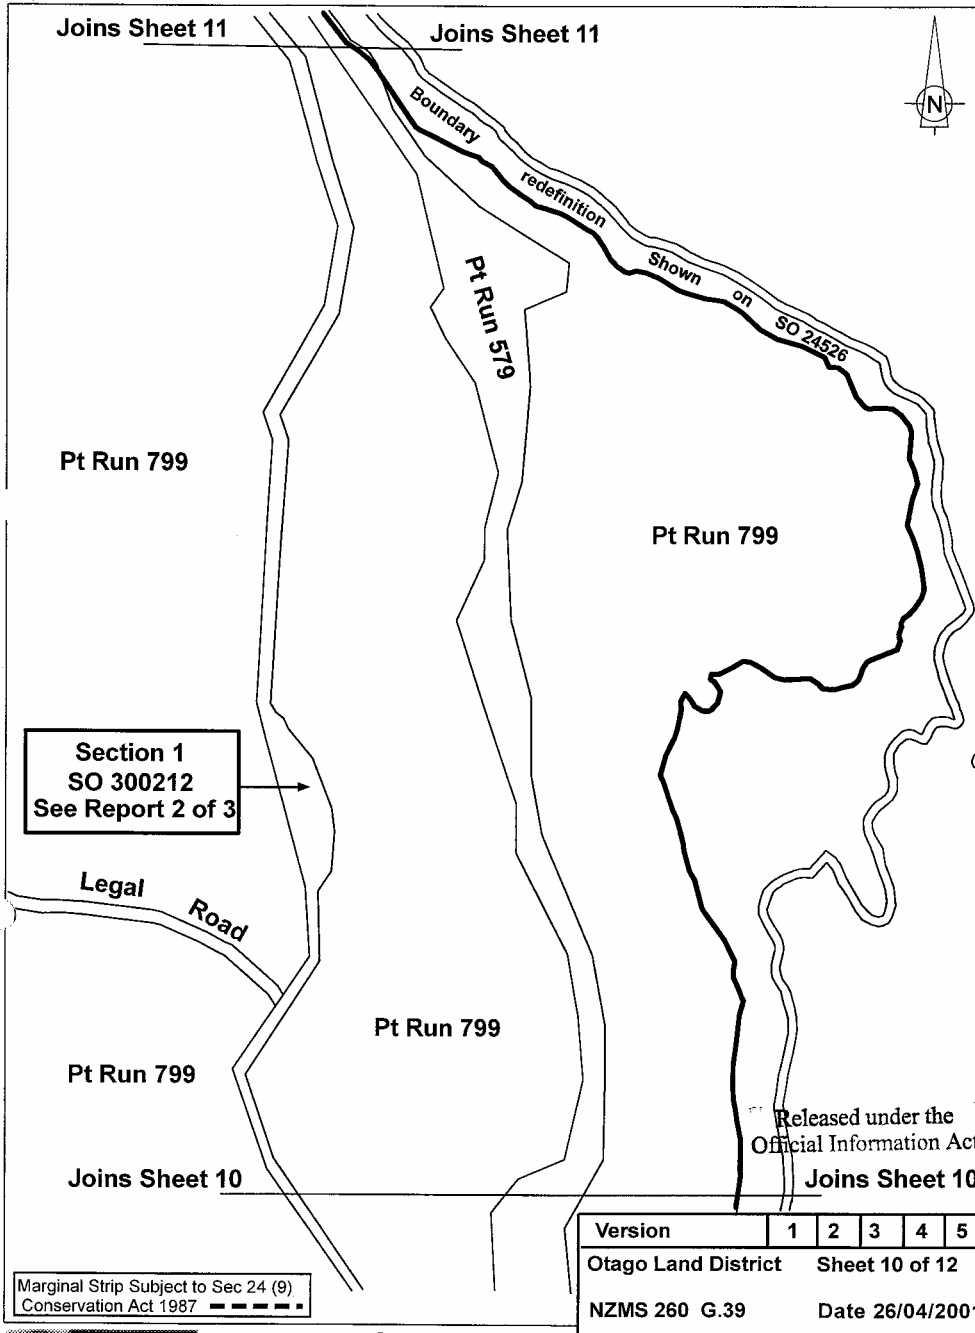 Joins Sheet 11
Joins Sheet 11
N
Boundary redefinition Shown on SO 24526
Pt Run 579
Pt Run 799
Pt Run 799
Section 1
SO 300212
See Report 2 of 3
Legal Road
Pt Run 799
Pt Run 799
Released under the
Official Information Act
Joins Sheet 10
Joins Sheet 10
Version 1 2 3 4 5
Otago Land District Sheet 10 of 12
NZMS 260 G.39 Date 26/04/2001
Marginal Strip Subject to Sec 24 (9)
Conservation Act 1987